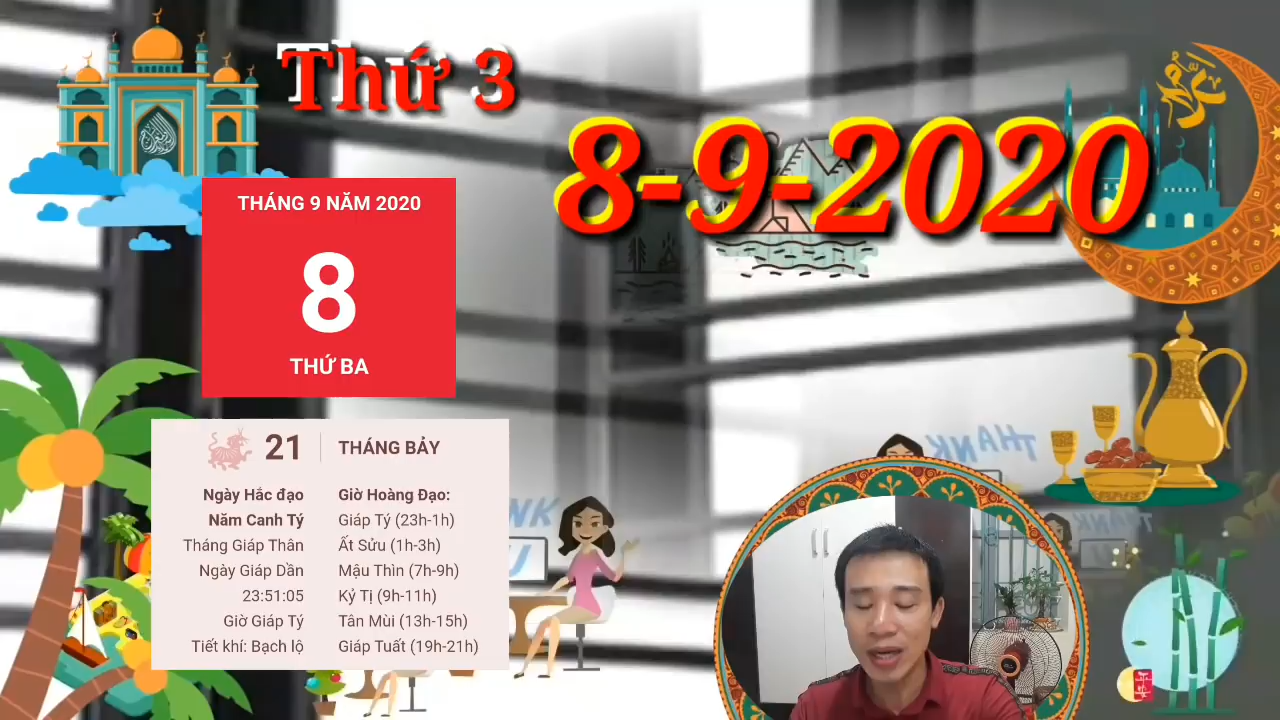 Thứ 3
8-9-2020
THÁNG 9 NĂM 2020
8
THỨ BA
21
THÁNG BẢY
Ngày Hắc đạo
Giờ Hoàng Đạo:
Năm Canh Tý
Giáp Tý (23h-1h)
Tháng Giáp Thân
Ất Sửu (1h-3h)
Ngày Giáp Dần
Mậu Thìn (7h-9h)
23:51:05
Kỷ Tị (9h-11h)
Giờ Giáp Tý
Tân Mùi (13h-15h)
Tiết khí: Bạch lộ
Giáp Tuất (19h-21h)
THANK